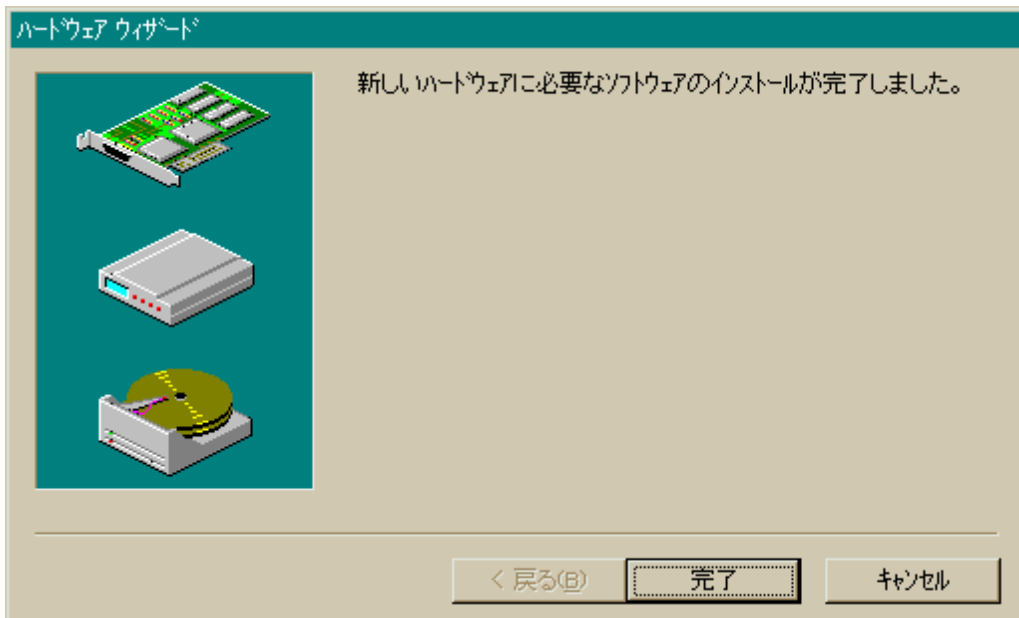 ハードウェア ウィザード
新しいハードウェアに必要なソフトウェアのインストールが完了しました。
< 戻る(B)
完了
キャンセル